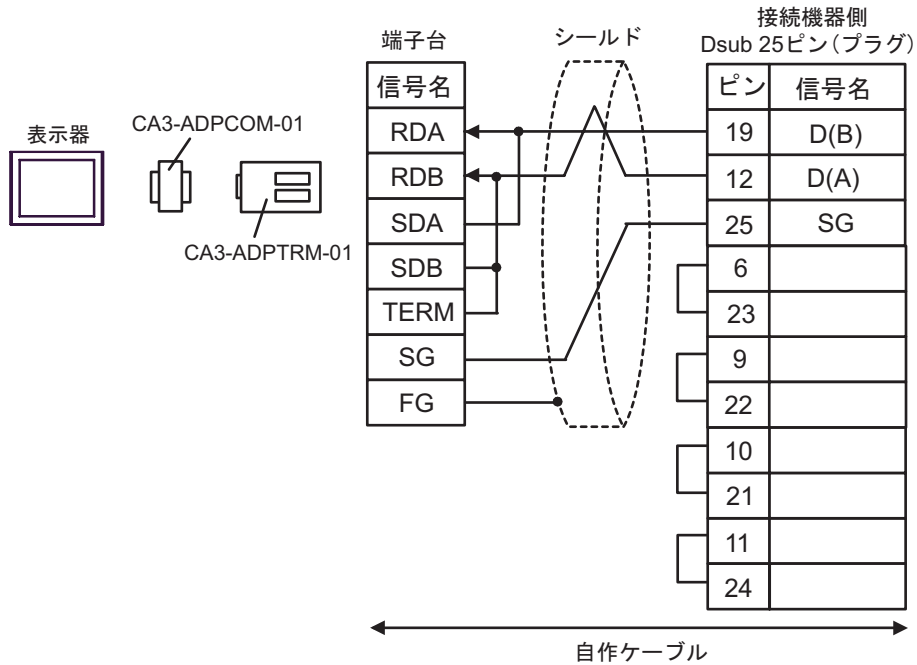 表示器
CA3-ADPCOM-01
CA3-ADPTRM-01
端子台
信号名
RDA
RDB
SDA
SDB
TERM
SG
FG
シールド
接続機器側
Dsub 25ピン(プラグ)
ピン 信号名
19 D(B)
12 D(A)
25 SG
6
23
9
22
10
21
11
24
自作ケーブル